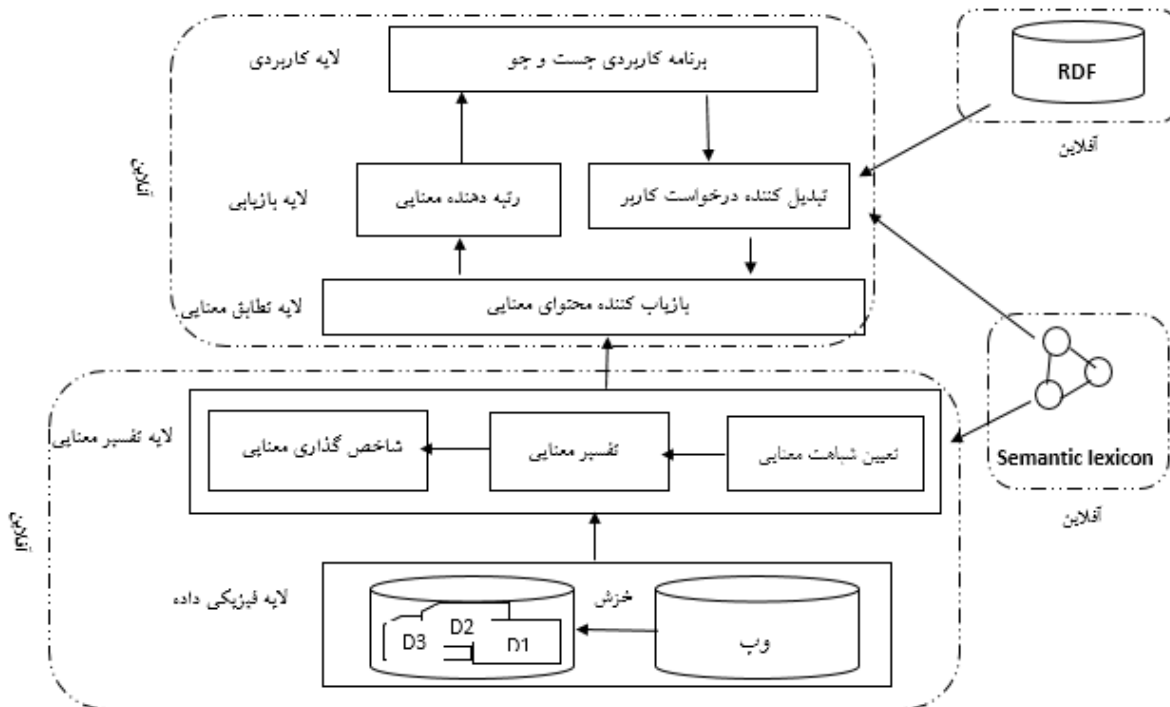 برنامه کاربردی جست و جو
لایه کاربردی
RDF
آفلاین
آنلاین
تبدیل کننده درخواست کاربر
رتبه دهنده معنایی
لایه بازیابی
بازیاب کننده محتوای معنایی
لایه تطابق معنایی
Semantic lexicon
آفلاین
تعیین شباهت معنایی
تفسیر معنایی
شاخص گذاری معنایی
لایه تفسیر معنایی
آفلاین
وب
خزش
D1
D2
D3
لایه فیزیکی داده